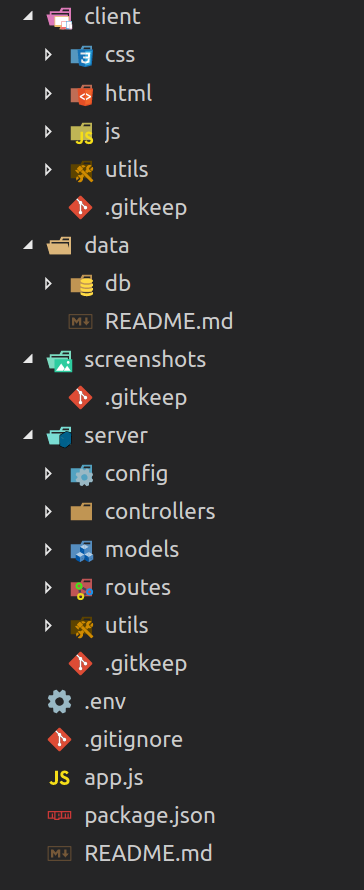 client
css
html
js
utils
.gitkeep
data
db
README.md
screenshots
.gitkeep
server
config
controllers
models
routes
utils
.gitkeep
.env
.gitignore
app.js
package.json
README.md